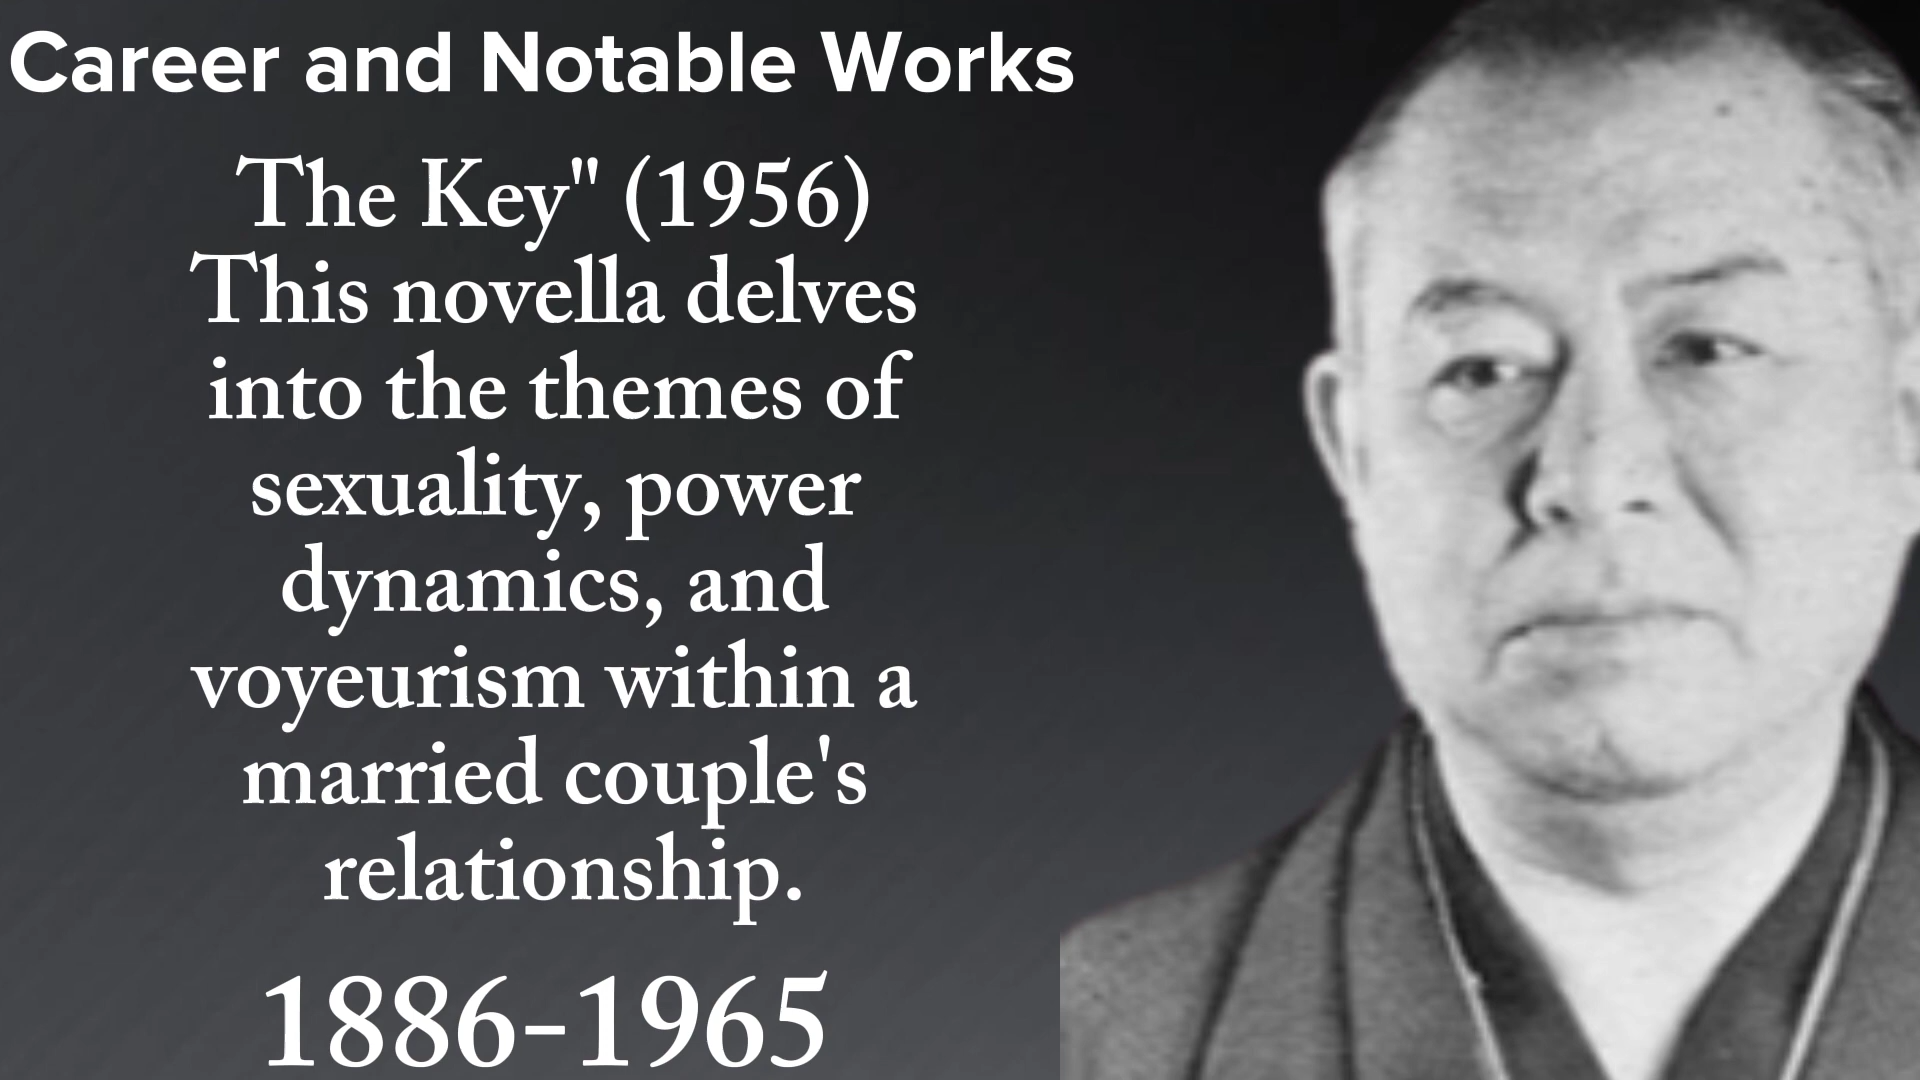 Career and Notable Works
The Key" (1956)
This novella delves
into the themes of
sexuality, power
dynamics, and
voyeurism within a
married couple's
relationship.
1886-1965